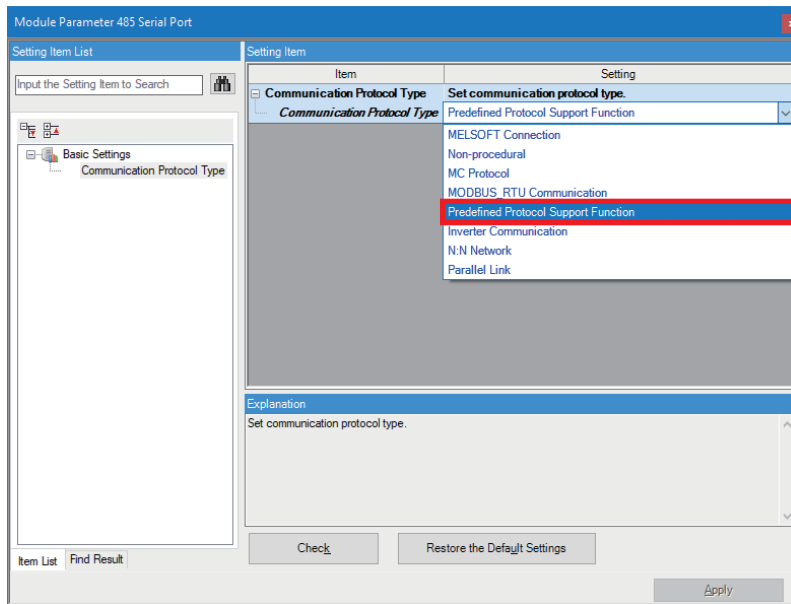 Module Parameter 485 Serial Port
Setting Item List
Input the Setting Item to Search
Basic Settings
Communication Protocol Type
Item List
Find Result
Setting Item
Item Setting
Communication Protocol Type Set communication protocol type.
Communication Protocol Type Predefined Protocol Support Function
MELSOFT Connection
Non-procedural
MC Protocol
MODBUS_RTU Communication
Predefined Protocol Support Function
Inverter Communication
N:N Network
Parallel Link
Explanation
Set communication protocol type.
Check
Restore the Default Settings
Apply